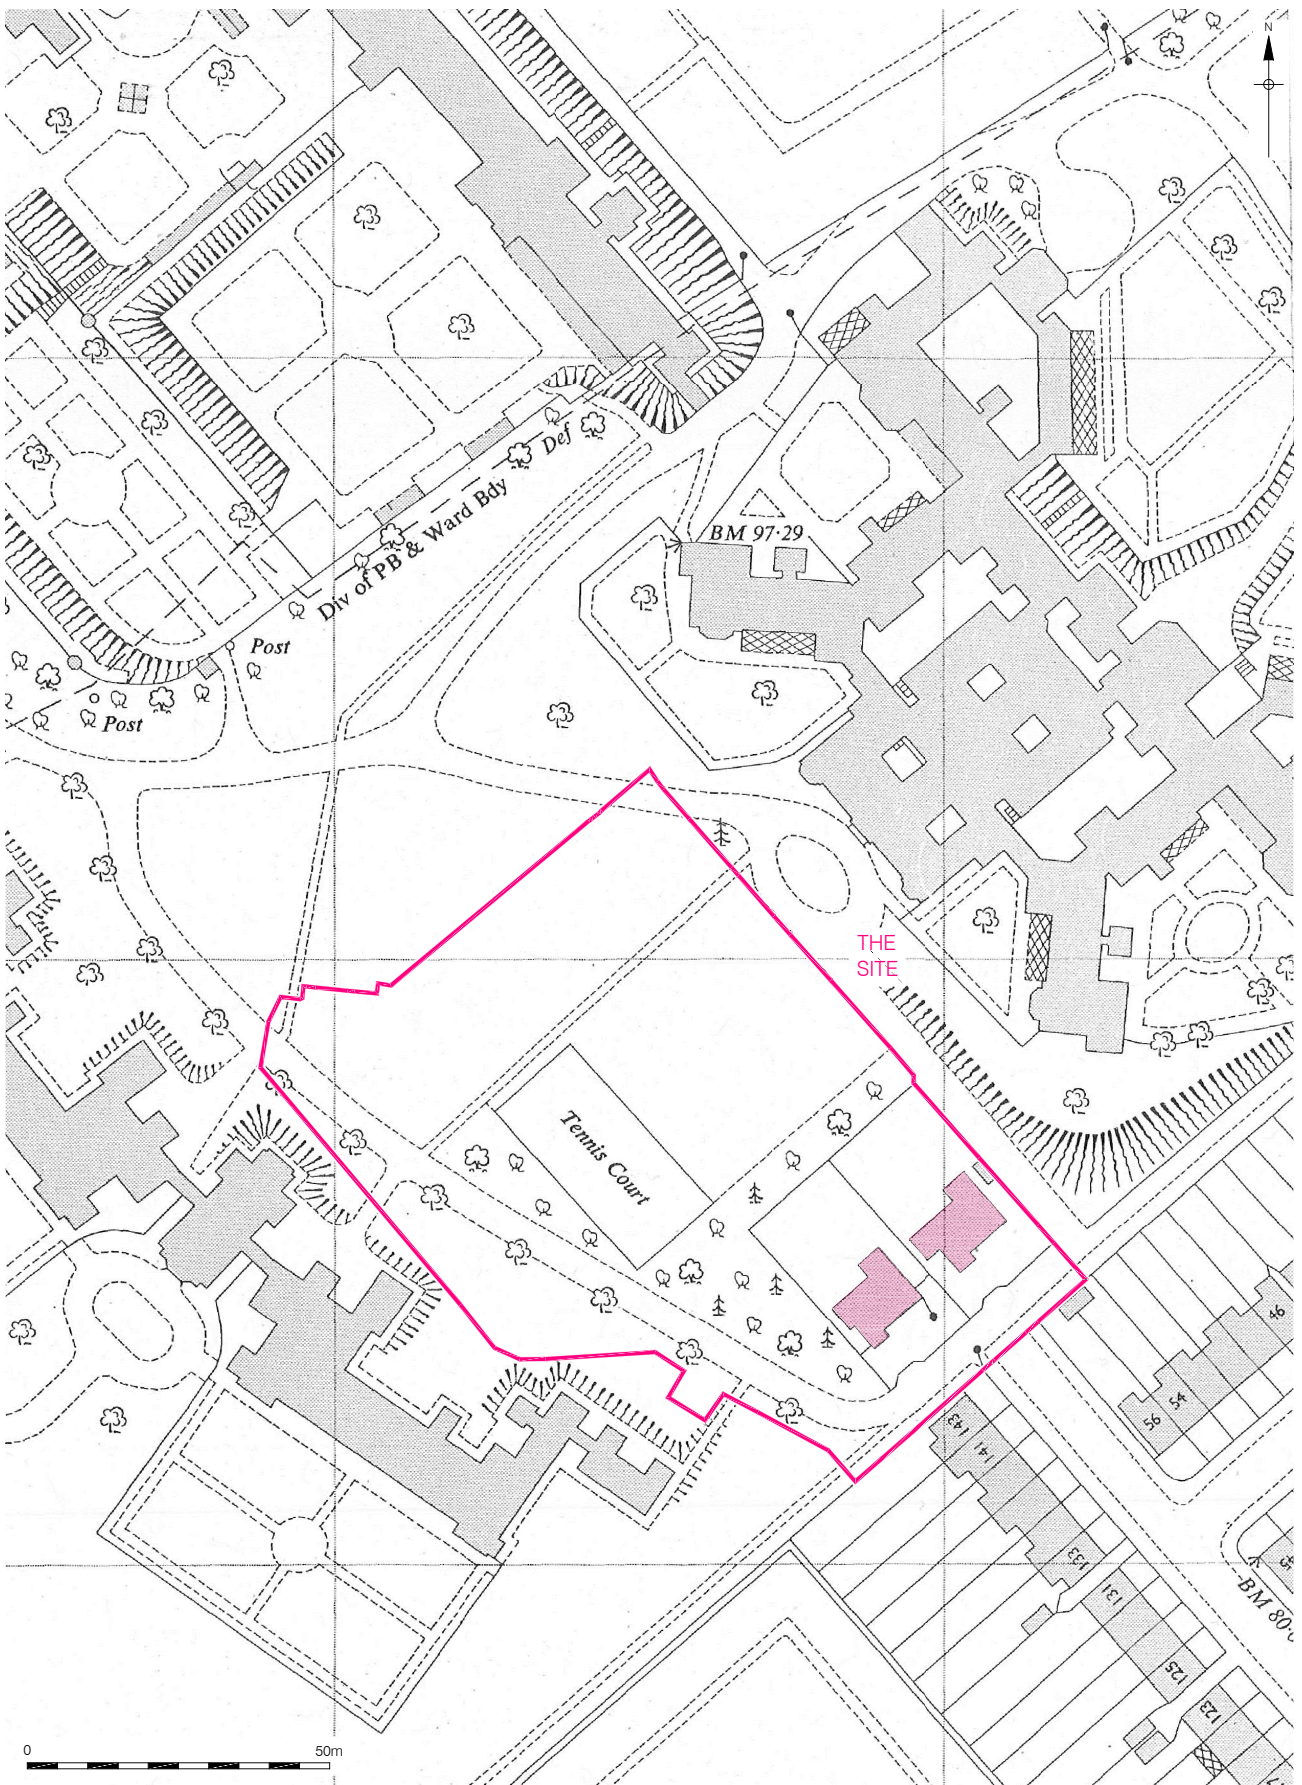 N
Def
Div of PB & Ward Bdy
BM 97·29
Post
Post
THE
SITE
Tennis Court
46
54
56
143
141
133
131
125
123
BM 80·
0
50m